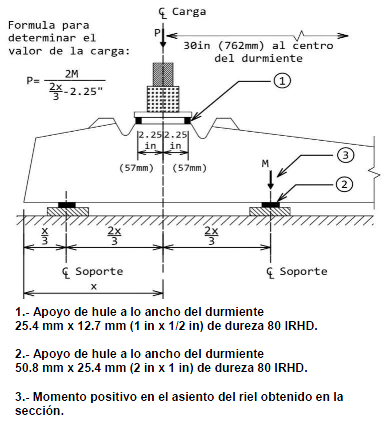 Formula para
determinar el
valor de la carga:
P= 2M
2x/3 -2.25"
℄ Carga
P
30in (762mm) al centro
del durmiente
1
2.25 2.25
in in
(57mm) (57mm)
M
3
2
x/3 2x/3 2x/3
℄ Soporte ℄ Soporte
x
1.- Apoyo de hule a lo ancho del durmiente
25.4 mm x 12.7 mm (1 in x 1/2 in) de dureza 80 IRHD.
2.- Apoyo de hule a lo ancho del durmiente
50.8 mm x 25.4 mm (2 in x 1 in) de dureza 80 IRHD.
3.- Momento positivo en el asiento del riel obtenido en la
sección.